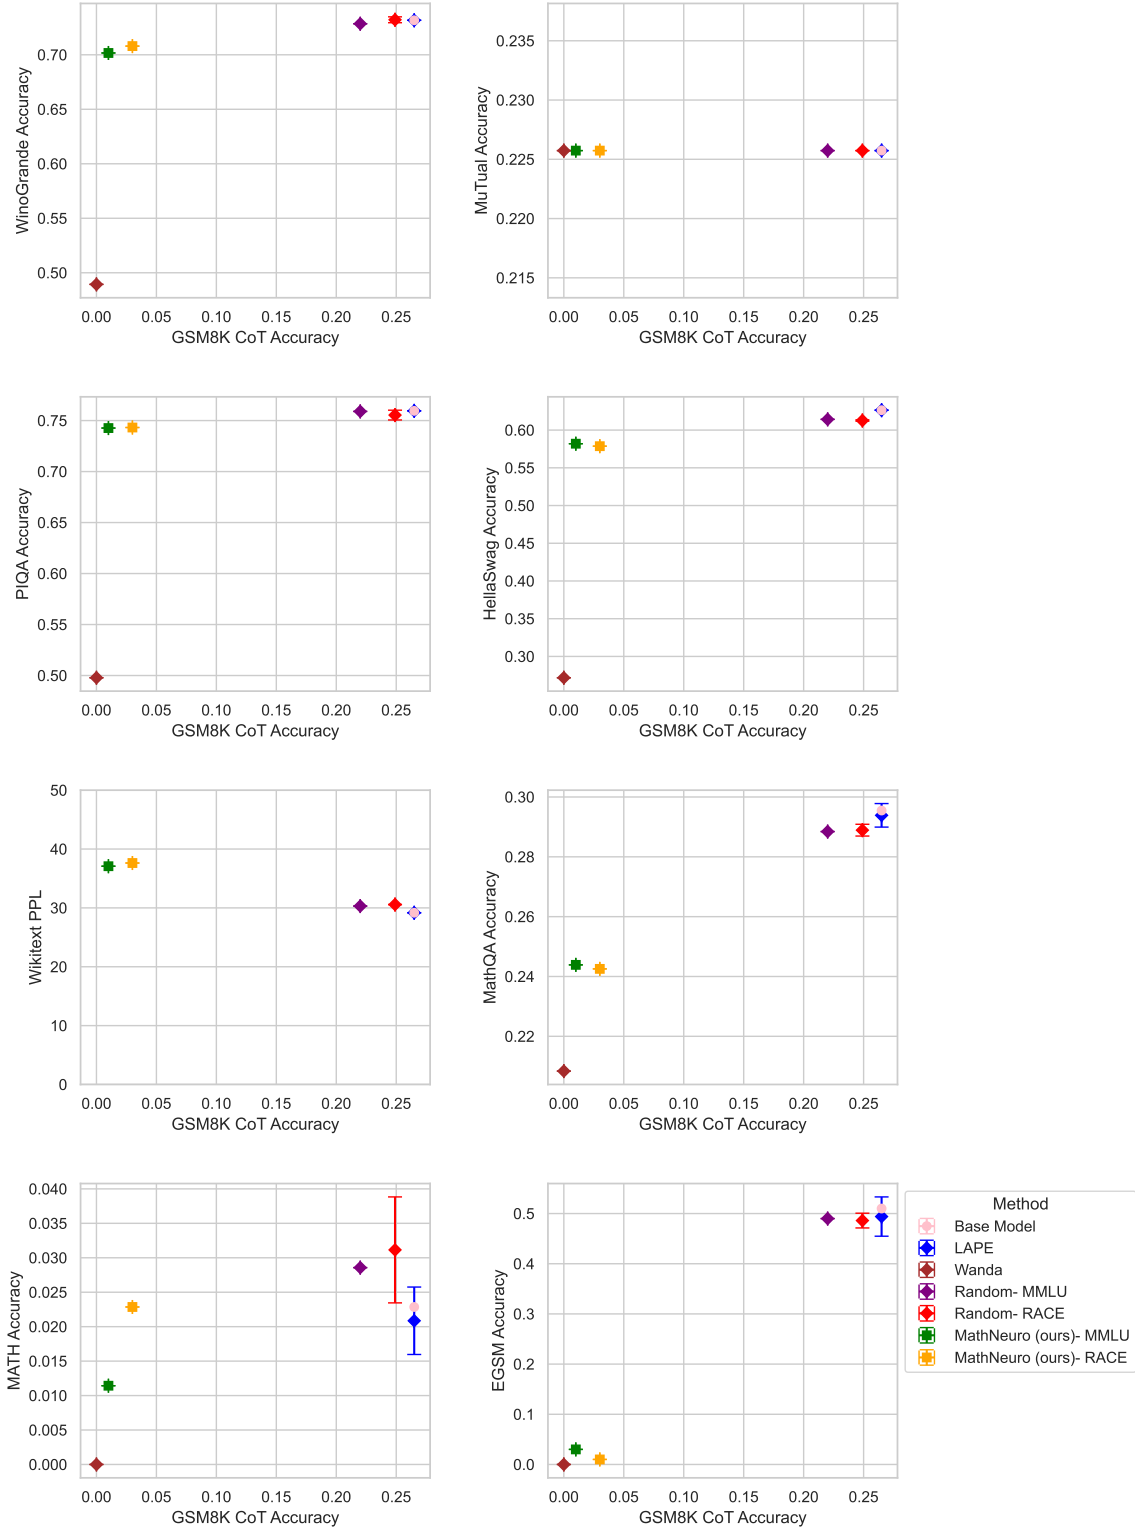 WinoGrande Accuracy
0.70
0.65
0.60
0.55
0.50
0.00 0.05 0.10 0.15 0.20 0.25
GSM8K CoT Accuracy
MuTual Accuracy
0.235
0.230
0.225
0.220
0.215
0.00 0.05 0.10 0.15 0.20 0.25
GSM8K CoT Accuracy
PIQA Accuracy
0.75
0.70
0.65
0.60
0.55
0.50
0.00 0.05 0.10 0.15 0.20 0.25
GSM8K CoT Accuracy
HellaSwag Accuracy
0.60
0.55
0.50
0.45
0.40
0.35
0.30
0.00 0.05 0.10 0.15 0.20 0.25
GSM8K CoT Accuracy
Wikitext PPL
50
40
30
20
10
0
0.00 0.05 0.10 0.15 0.20 0.25
GSM8K CoT Accuracy
MathQA Accuracy
0.30
0.28
0.26
0.24
0.22
0.00 0.05 0.10 0.15 0.20 0.25
GSM8K CoT Accuracy
MATH Accuracy
0.040
0.035
0.030
0.025
0.020
0.015
0.010
0.005
0.000
0.00 0.05 0.10 0.15 0.20 0.25
GSM8K CoT Accuracy
EGSM Accuracy
0.5
0.4
0.3
0.2
0.1
0.0
0.00 0.05 0.10 0.15 0.20 0.25
GSM8K CoT Accuracy
Method
Base Model
LAPE
Wanda
Random- MMLU
Random- RACE
MathNeuro (ours)- MMLU
MathNeuro (ours)- RACE